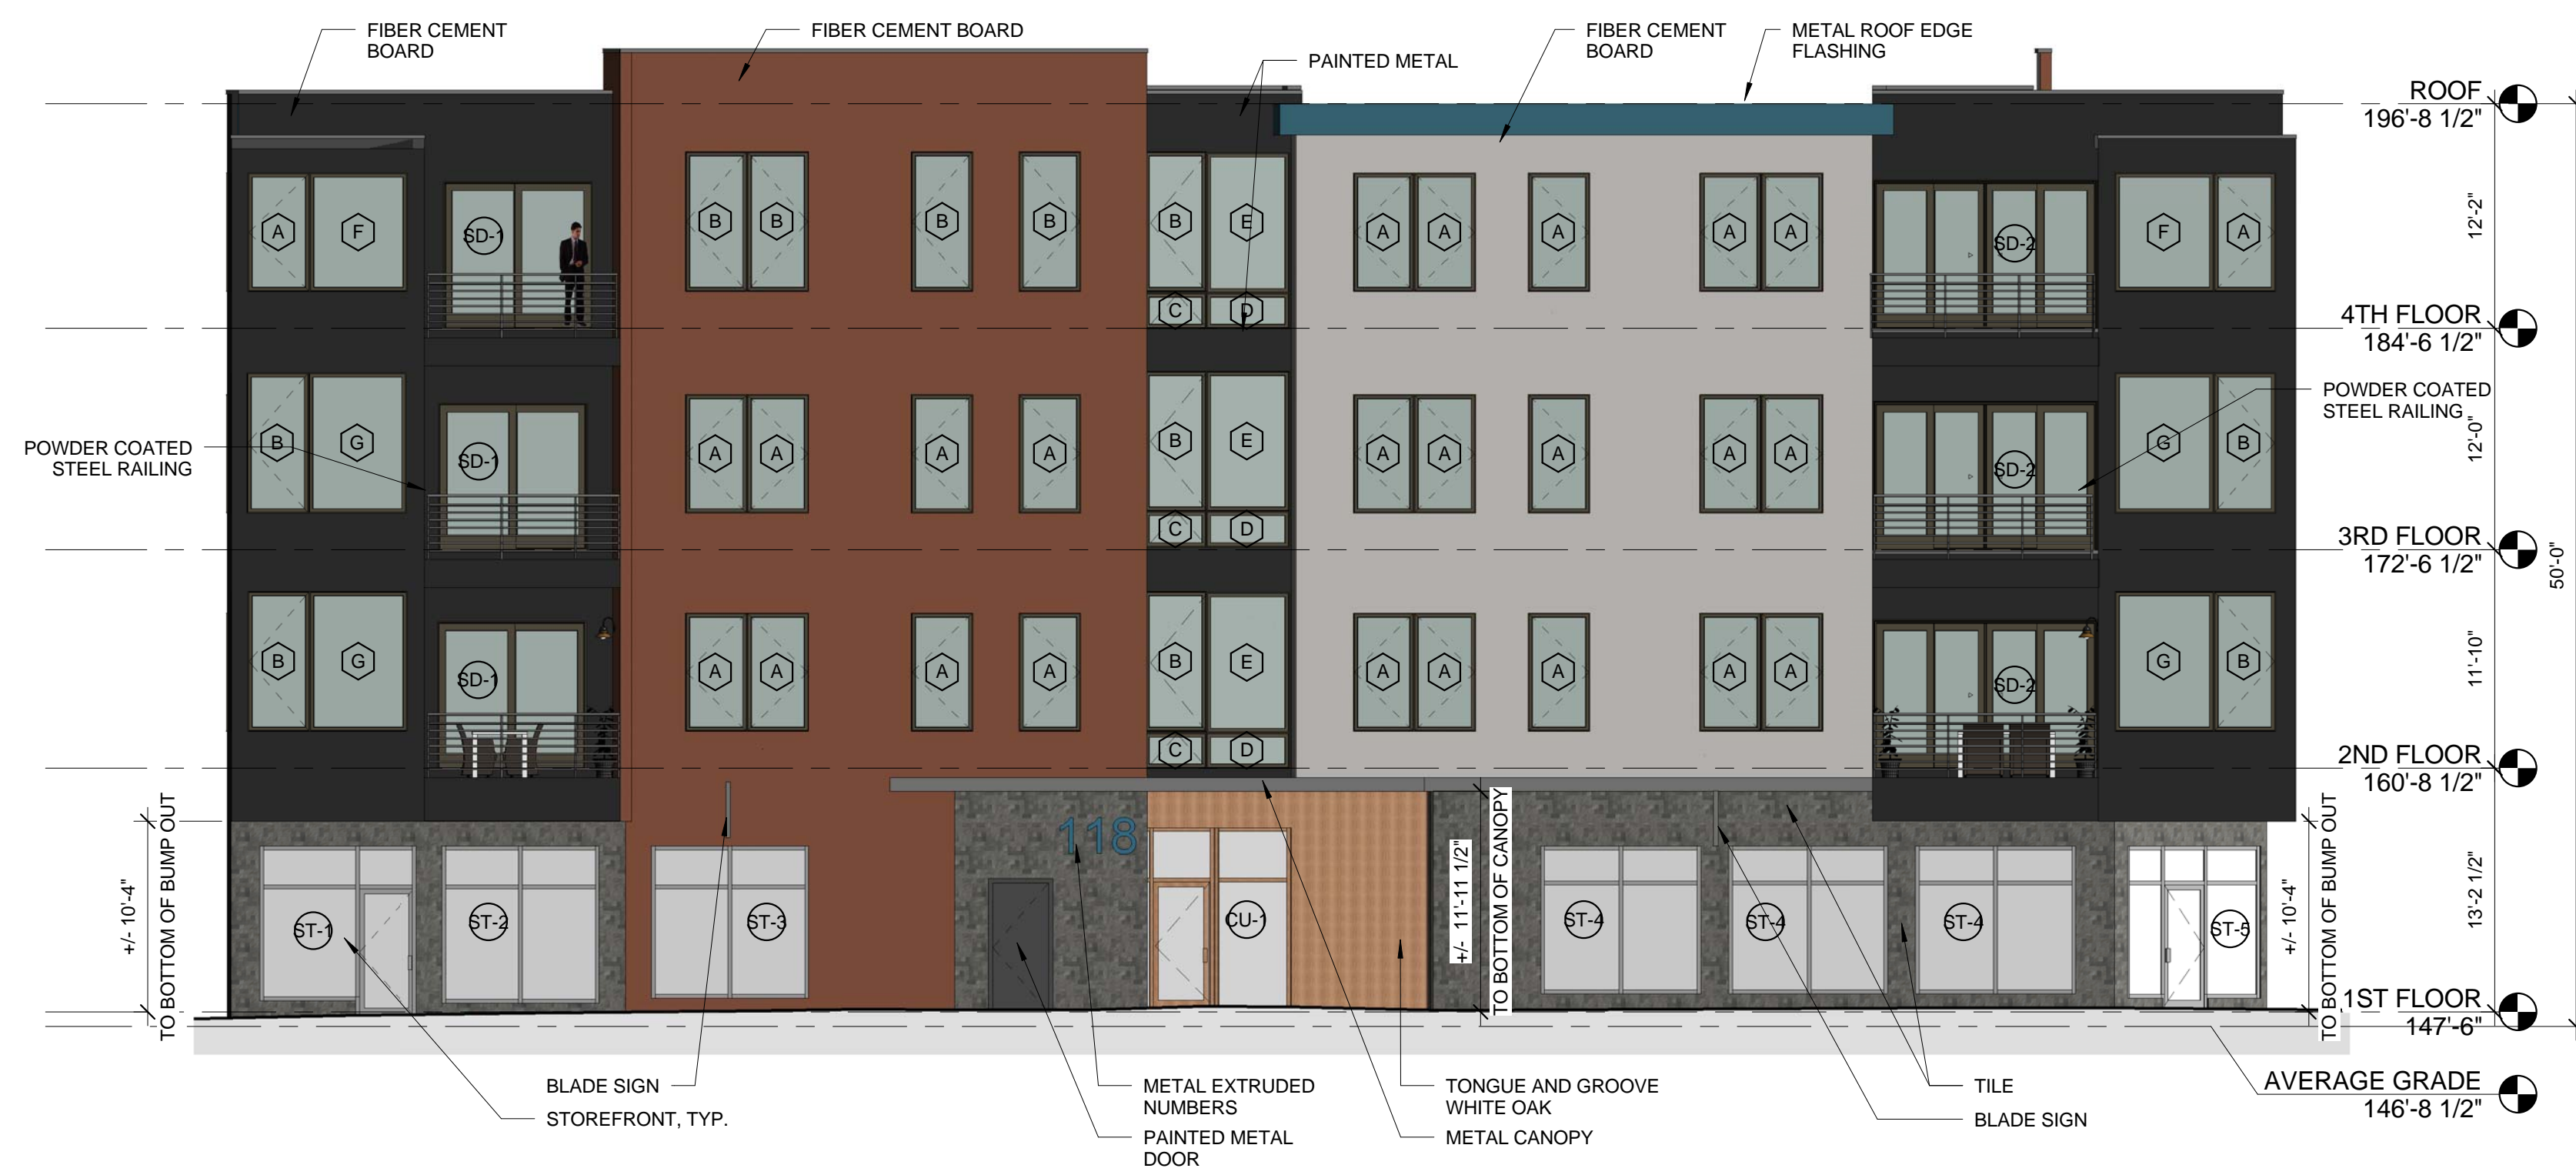 FIBER CEMENT
BOARD
FIBER CEMENT BOARD
PAINTED METAL
FIBER CEMENT
BOARD
METAL ROOF EDGE
FLASHING
ROOF
196'-8 1/2"
A F SD-1 B B B B B E A A A A A SD-2 F A
12'-2"
C D
4TH FLOOR
184'-6 1/2"
POWDER COATED
STEEL RAILING
POWDER COATED
STEEL RAILING
B G SD-1 A A A A B E A A A A A SD-2 G B
12'-0"
C D
3RD FLOOR
172'-6 1/2"
50'-0"
B G SD-1 A A A A B E A A A A A SD-2 G B
11'-10"
C D
2ND FLOOR
160'-8 1/2"
118
+/- 10'-4"
TO BOTTOM OF BUMP OUT
ST-1 ST-2 ST-3 CU-1
+/- 11'-11 1/2"
TO BOTTOM OF CANOPY
ST-4 ST-4 ST-4 ST-5
+/- 10'-4"
TO BOTTOM OF BUMP OUT
13'-2 1/2"
1ST FLOOR
147'-6"
AVERAGE GRADE
146'-8 1/2"
BLADE SIGN
STOREFRONT, TYP.
METAL EXTRUDED
NUMBERS
PAINTED METAL
DOOR
TONGUE AND GROOVE
WHITE OAK
METAL CANOPY
TILE
BLADE SIGN